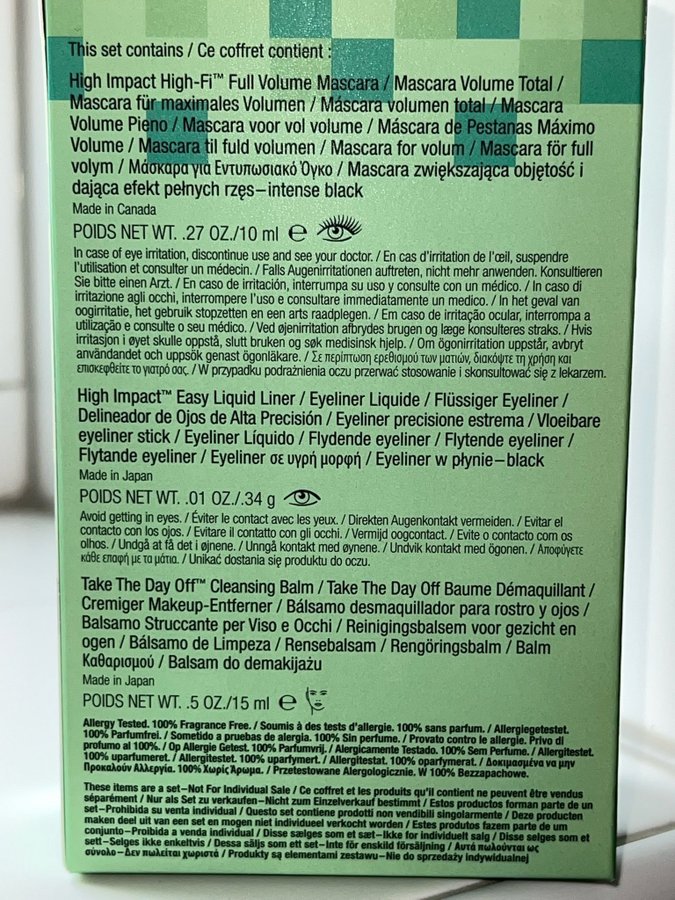 This set contains / Ce coffret contient :
High Impact High-Fi™ Full Volume Mascara / Mascara Volume Total /
Mascara für maximales Volumen / Máscara volumen total / Mascara
Volume Pieno / Mascara voor vol volume / Máscara de Pestanas Máximo
Volume / Mascara til fuld volumen / Mascara for volum / Mascara för full
volym / Μάσκαρα για Εντυπωσιακό Όγκο / Mascara zwiększająca objętość i
dająca efekt pełnych rzęs–intense black
Made in Canada
POIDS NET WT. .27 OZ./10 ml ℮
In case of eye irritation, discontinue use and see your doctor. / En cas d'irritation de l'œil, suspendre
l'utilisation et consulter un médecin. / Falls Augenirritationen auftreten, nicht mehr anwenden. Konsultieren
Sie bitte einen Arzt. / En caso de irritación, interrumpa su uso y consulte con un médico. / In caso di
irritazione agli occhi, interrompere l'uso e consultare immediatamente un medico. / In het geval van
oogirritatie, het gebruik stopzetten en een arts raadplegen. / Em caso de irritação ocular, interrompa a
utilização e consulte o seu médico. / Ved øjenirritation afbrydes brugen og læge konsulteres straks. / Hvis
irritasjon i øyet skulle oppstå, slutt bruken og søk medisinsk hjelp. / Om ögonirritation uppstår, avbryt
användandet och uppsök genast ögonläkare. / Σε περίπτωση ερεθισμού των ματιών, διακόψτε τη χρήση και
επισκεφθείτε το γιατρό σας. / W przypadku podrażnienia oczu przerwać stosowanie i skonsultować się z lekarzem.
High Impact™ Easy Liquid Liner / Eyeliner Liquide / Flüssiger Eyeliner /
Delineador de Ojos de Alta Precisión / Eyeliner precisione estrema / Vloeibare
eyeliner stick / Eyeliner Líquido / Flydende eyeliner / Flytende eyeliner /
Flytande eyeliner / Eyeliner σε υγρή μορφή / Eyeliner w płynie–black
Made in Japan
POIDS NET WT. .01 OZ./.34 g
Avoid getting in eyes. / Éviter le contact avec les yeux. / Direkten Augenkontakt vermeiden. / Evitar el
contacto con los ojos. / Evitare il contatto con gli occhi. / Vermijd oogcontact. / Evite o contacto com os
olhos. / Undgå at få det i øjnene. / Unngå kontakt med øynene. / Undvik kontakt med ögonen. / Αποφύγετε
κάθε επαφή με τα μάτια. / Unikać dostania się produktu do oczu.
Take The Day Off™ Cleansing Balm / Take The Day Off Baume Démaquillant /
Cremiger Makeup-Entferner / Bálsamo desmaquillador para rostro y ojos /
Balsamo Struccante per Viso e Occhi / Reinigingsbalsem voor gezicht en
ogen / Bálsamo de Limpeza / Rensebalsam / Rengöringsbalm / Balm
Καθαρισμού / Balsam do demakijażu
Made in Japan
POIDS NET WT. .5 OZ./15 ml ℮
Allergy Tested. 100% Fragrance Free. / Soumis à des tests d'allergie. 100% sans parfum. / Allergiegetestet.
100% Parfumfrei. / Sometido a pruebas de alergia. 100% Sin perfume. / Provato contro le allergie. Privo di
profumo al 100%. / Op Allergie Getest. 100% Parfumvrij. / Alergicamente Testado. 100% Sem Perfume. / Allergitestet.
100% uparfumeret. / Allergitestet. 100% uparfymert. / Allergitestat. 100% oparfymerat. / Δοκιμασμένα να μην
Προκαλούν Αλλεργία. 100% Χωρίς Άρωμα. / Przetestowane Alergologicznie. W 100% Bezzapachowe.
These items are a set–Not For Individual Sale / Ce coffret et les produits qu'il contient ne peuvent être vendus
séparément / Nur als Set zu verkaufen–Nicht zum Einzelverkauf bestimmt / Estos productos forman parte de un
set–Prohibida su venta individual / Questo set contiene prodotti non vendibili singolarmente / Deze producten
maken deel uit van een set en mogen niet individueel verkocht worden / Estes produtos fazem parte de um
conjunto–Proibida a venda individual / Disse sælges som et sæt–Ikke for individuelt salg / Disse selges som et
sett–Selges ikke enkeltvis / Dessa säljs som ett set–Inte för enskild försäljning / Αυτά πωλούνται ως
σύνολο–Δεν πωλείται χωριστά / Produkty są elementami zestawu–Nie do sprzedaży indywidualnej